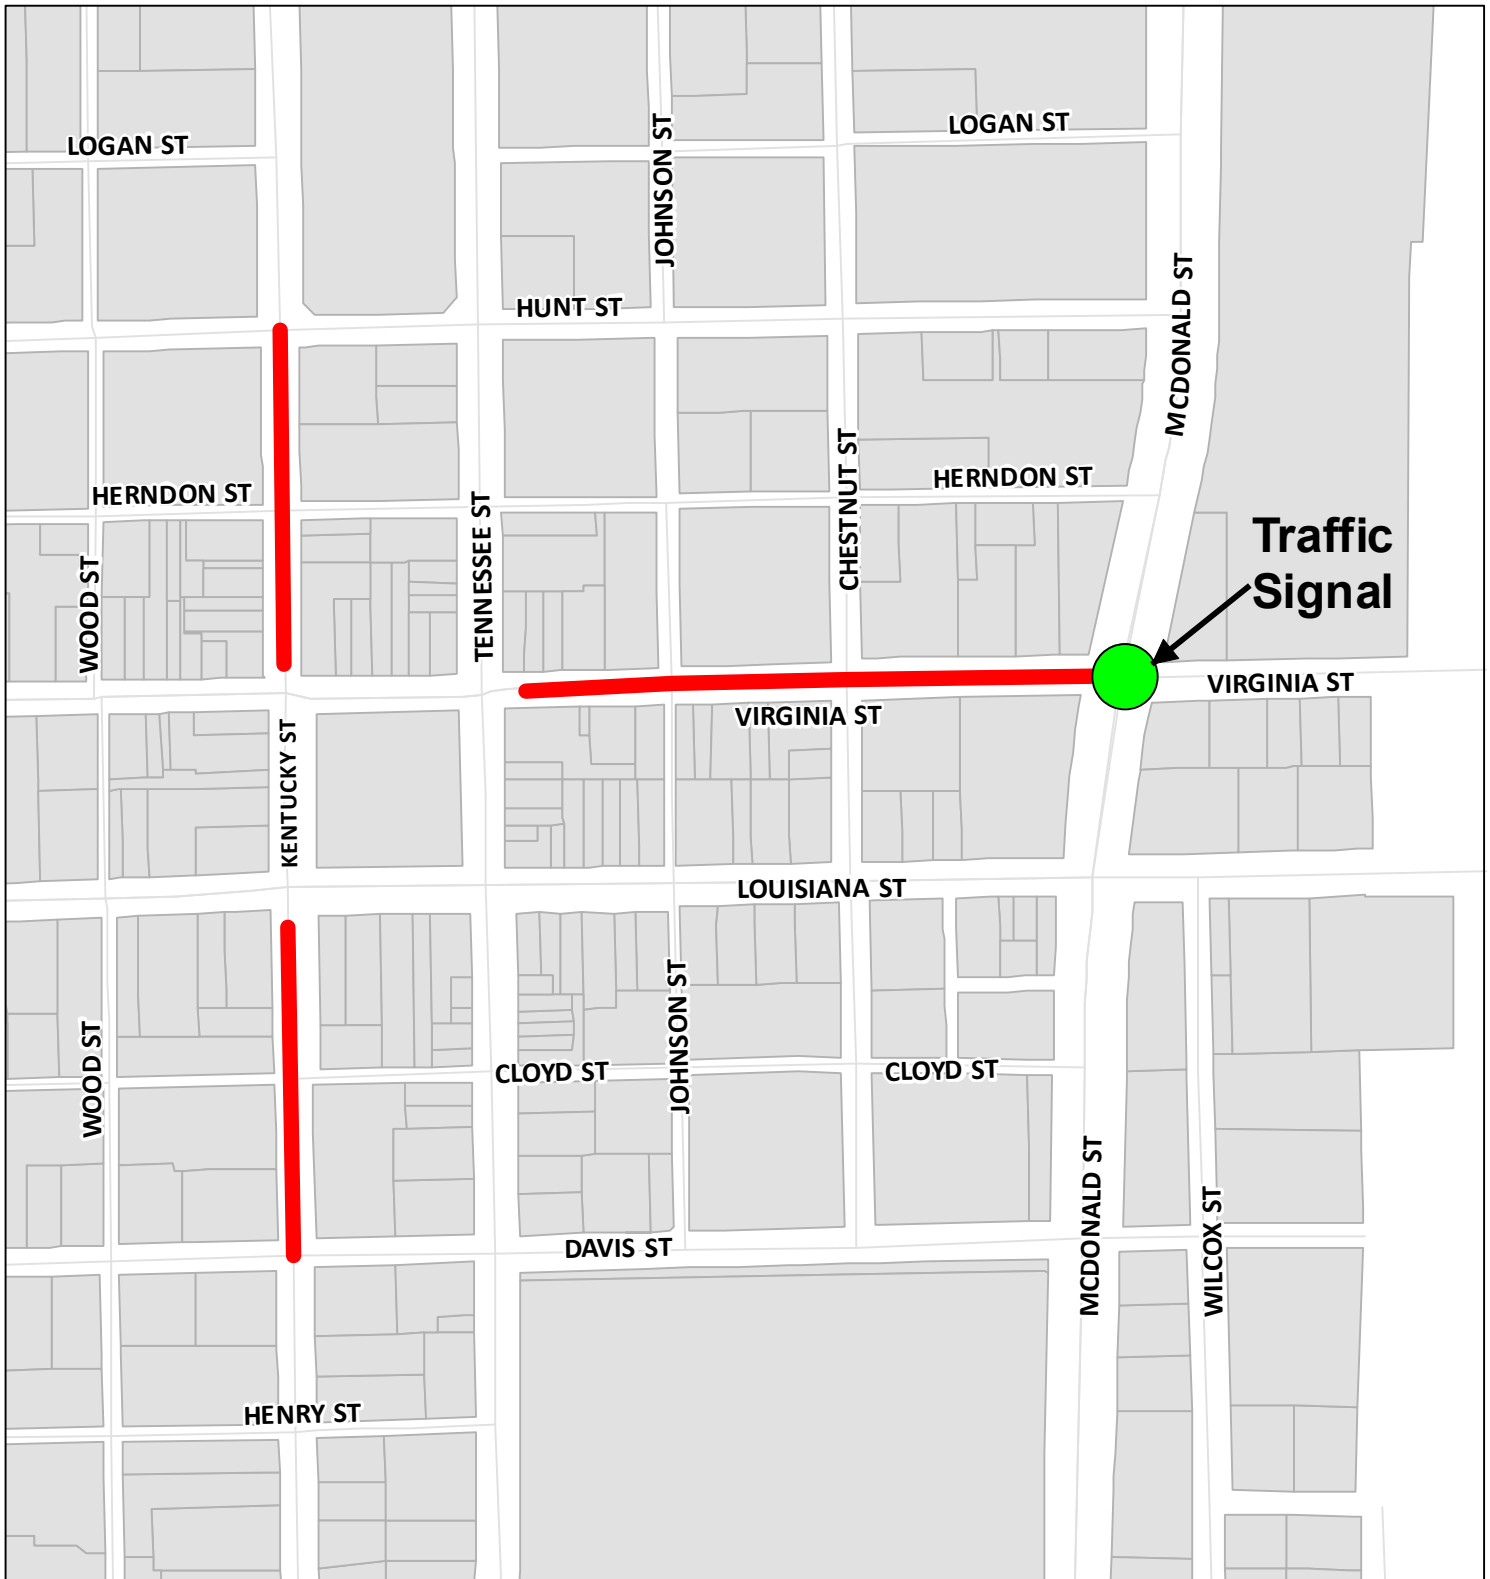 LOGAN ST
LOGAN ST
JOHNSON ST
HUNT ST
MCDONALD ST
HERNDON ST
HERNDON ST
CHESTNUT ST
TENNESSEE ST
WOOD ST
Traffic
Signal
VIRGINIA ST
VIRGINIA ST
KENTUCKY ST
LOUISIANA ST
JOHNSON ST
WOOD ST
CLOYD ST
CLOYD ST
MCDONALD ST
WILCOX ST
DAVIS ST
HENRY ST